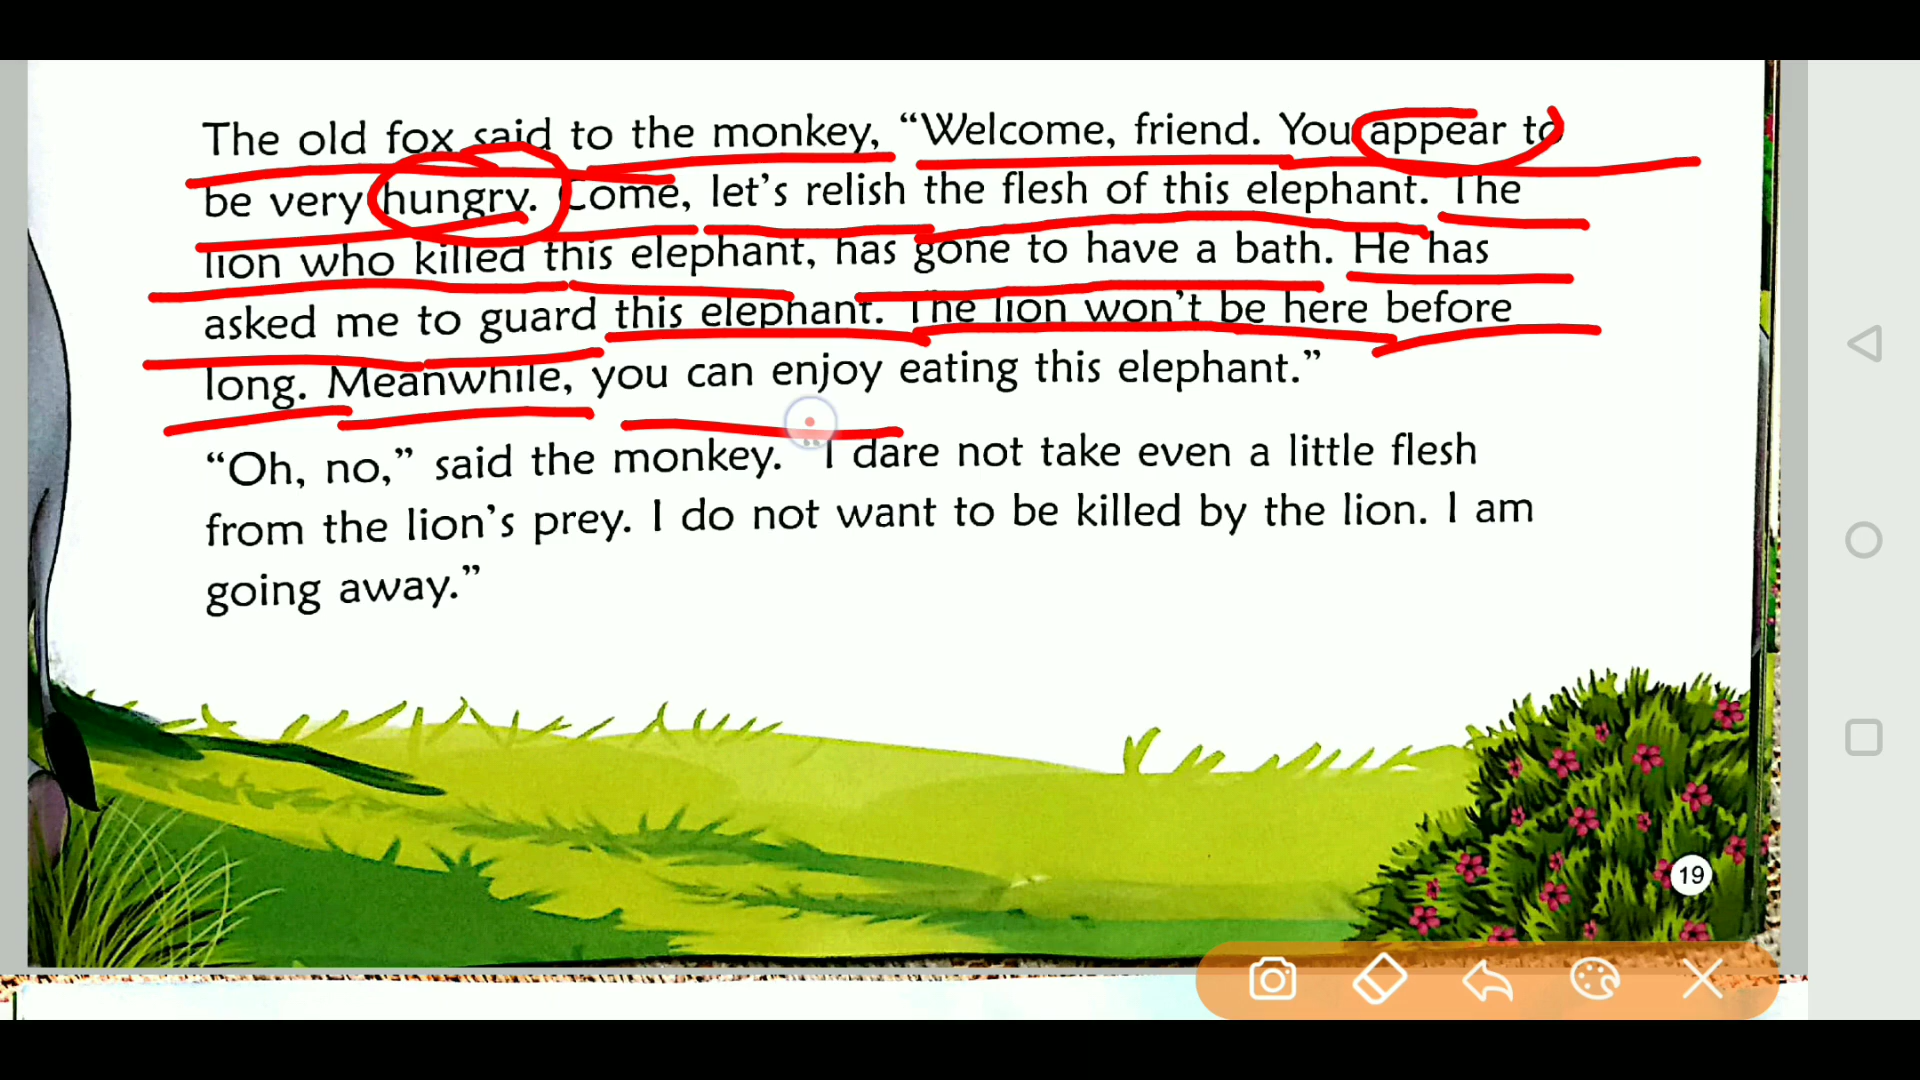 The old fox said to the monkey, “Welcome, friend. You appear to
be very hungry. Come, let’s relish the flesh of this elephant. The
lion who killed this elephant, has gone to have a bath. He has
asked me to guard this elephant. The lion won’t be here before
long. Meanwhile, you can enjoy eating this elephant.”
“Oh, no,” said the monkey. “I dare not take even a little flesh
from the lion’s prey. I do not want to be killed by the lion. I am
going away.”
19